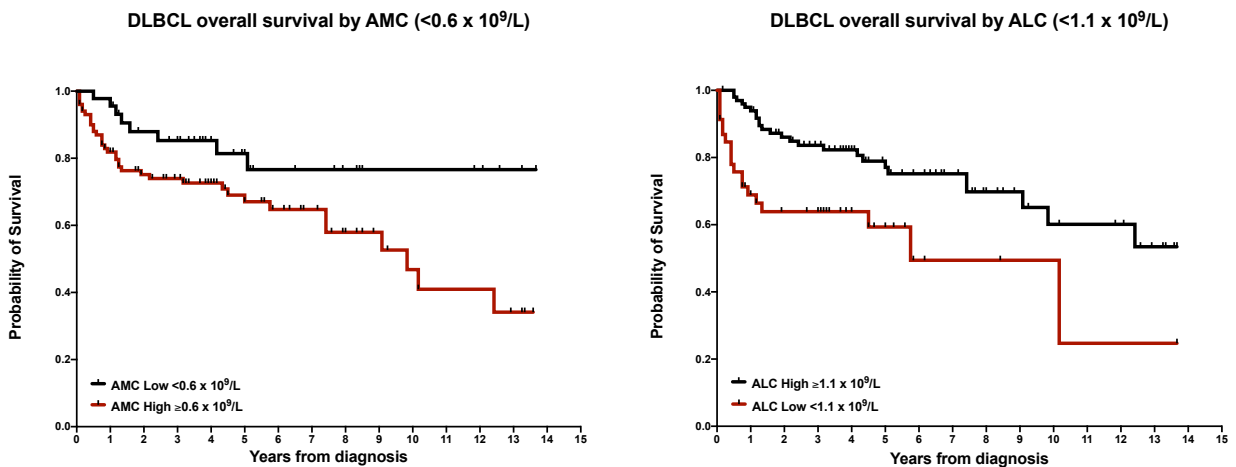 DLBCL overall survival by AMC (<0.6 x 10⁹/L)
Probability of Survival
1.0
0.8
0.6
0.4
0.2
0.0
AMC Low <0.6 x 10⁹/L
AMC High ≥0.6 x 10⁹/L
0 1 2 3 4 5 6 7 8 9 10 11 12 13 14 15
Years from diagnosis
DLBCL overall survival by ALC (<1.1 x 10⁹/L)
Probability of Survival
1.0
0.8
0.6
0.4
0.2
0.0
ALC High ≥1.1 x 10⁹/L
ALC Low <1.1 x 10⁹/L
0 1 2 3 4 5 6 7 8 9 10 11 12 13 14 15
Years from diagnosis